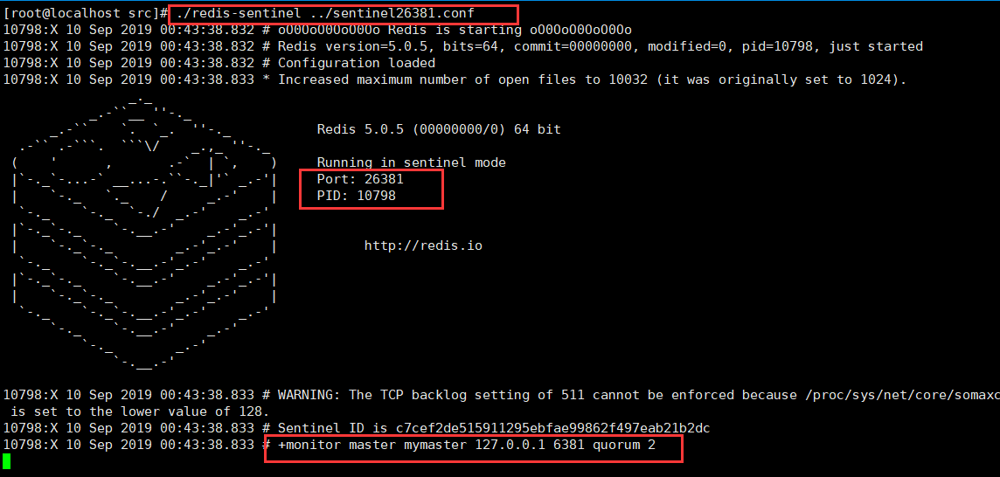 [root@localhost src]# ./redis-sentinel ../sentinel26381.conf
10798:X 10 Sep 2019 00:43:38.832 # oO0OoO0OoO0Oo Redis is starting oO0OoO0OoO0Oo
10798:X 10 Sep 2019 00:43:38.832 # Redis version=5.0.5, bits=64, commit=00000000, modified=0, pid=10798, just started
10798:X 10 Sep 2019 00:43:38.832 # Configuration loaded
10798:X 10 Sep 2019 00:43:38.833 * Increased maximum number of open files to 10032 (it was originally set to 1024).
Redis 5.0.5 (00000000/0) 64 bit
Running in sentinel mode
Port: 26381
PID: 10798
http://redis.io
10798:X 10 Sep 2019 00:43:38.833 # WARNING: The TCP backlog setting of 511 cannot be enforced because /proc/sys/net/core/somaxc
is set to the lower value of 128.
10798:X 10 Sep 2019 00:43:38.833 # Sentinel ID is c7cef2de515911295ebfae99862f497eab21b2dc
10798:X 10 Sep 2019 00:43:38.833 # +monitor master mymaster 127.0.0.1 6381 quorum 2